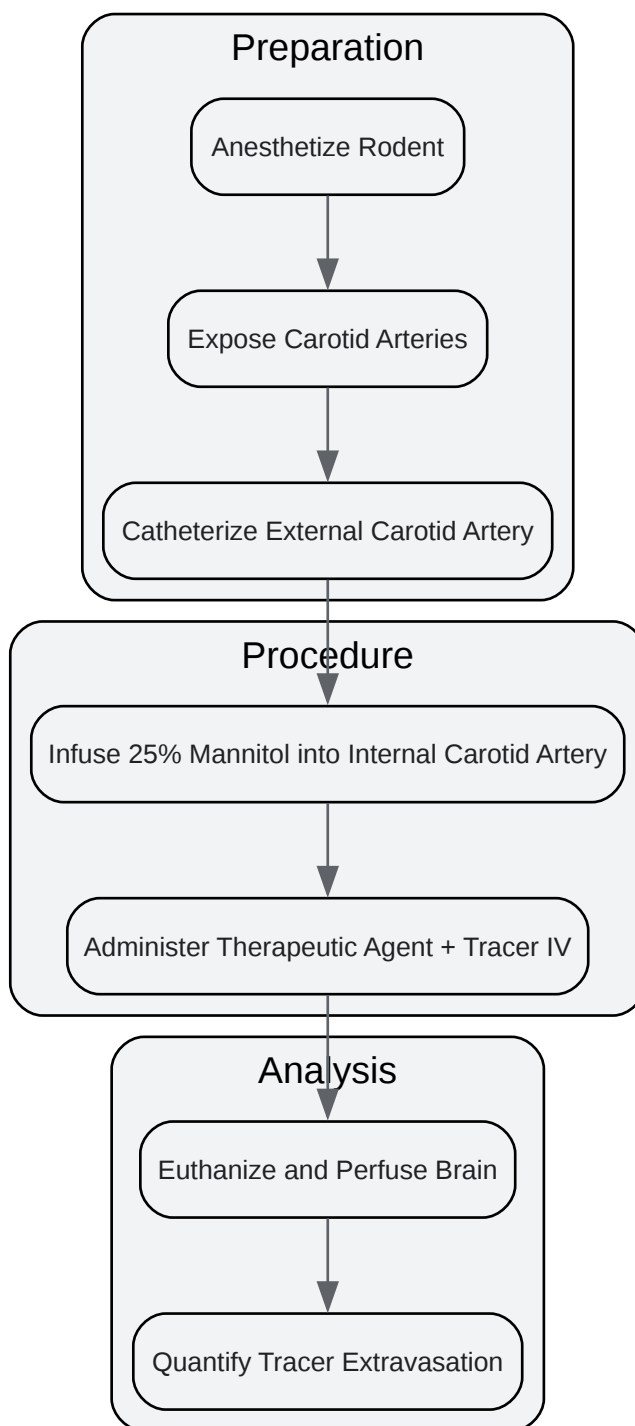 Preparation
Anesthetize Rodent
Expose Carotid Arteries
Catheterize External Carotid Artery
Procedure
Infuse 25% Mannitol into Internal Carotid Artery
Administer Therapeutic Agent + Tracer IV
Analysis
Euthanize and Perfuse Brain
Quantify Tracer Extravasation